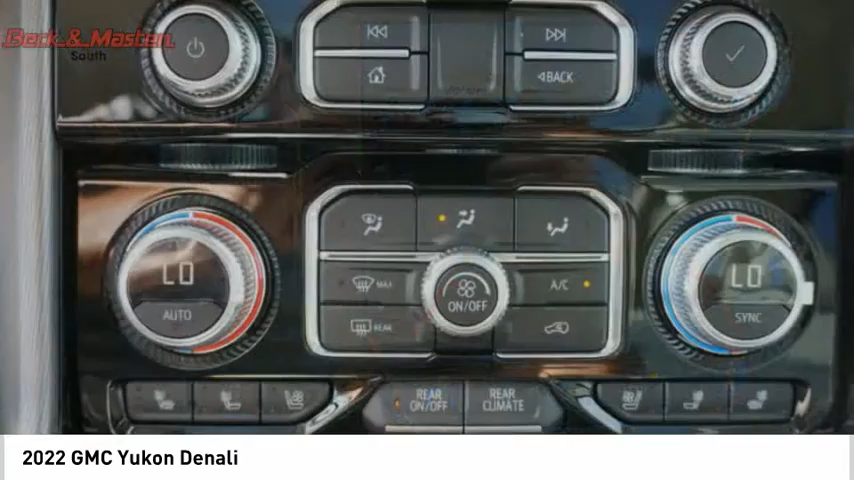 Beck & Masten
South
BACK
LO
AUTO
MAX
REAR
ON/OFF
A/C
LO
SYNC
REAR
ON/OFF
REAR
CLIMATE
2022 GMC Yukon Denali